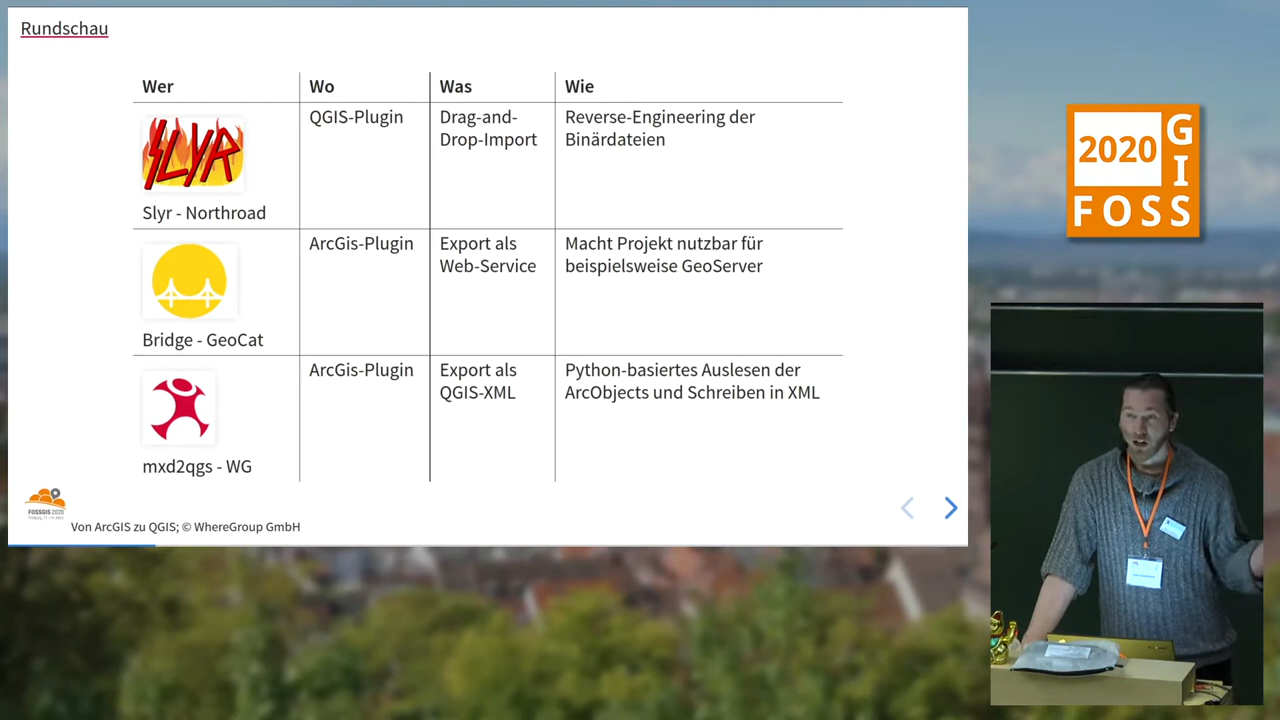 Rundschau
Wer
Wo
Was
Wie
SLYR
Slyr - Northroad
QGIS-Plugin
Drag-and-
Drop-Import
Reverse-Engineering der
Binärdateien
Bridge - GeoCat
ArcGis-Plugin
Export als
Web-Service
Macht Projekt nutzbar für
beispielsweise GeoServer
mxd2qgs - WG
ArcGis-Plugin
Export als
QGIS-XML
Python-basiertes Auslesen der
ArcObjects und Schreiben in XML
FOSSGIS 2020
Von ArcGIS zu QGIS; © WhereGroup GmbH
2020
GIS
FOSS